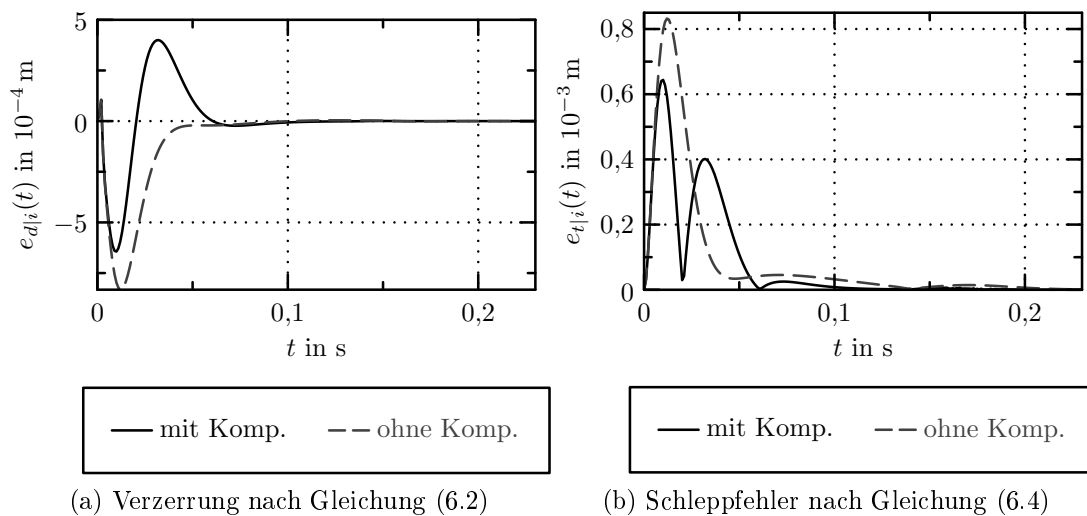 5
0
−5
0
0,1
0,2
e_{d|i}(t) in 10^{−4} m
t in s
mit Komp.
ohne Komp.
(a) Verzerrung nach Gleichung (6.2)
0,8
0,6
0,4
0,2
0
0
0,1
0,2
e_{t|i}(t) in 10^{−3} m
t in s
mit Komp.
ohne Komp.
(b) Schleppfehler nach Gleichung (6.4)